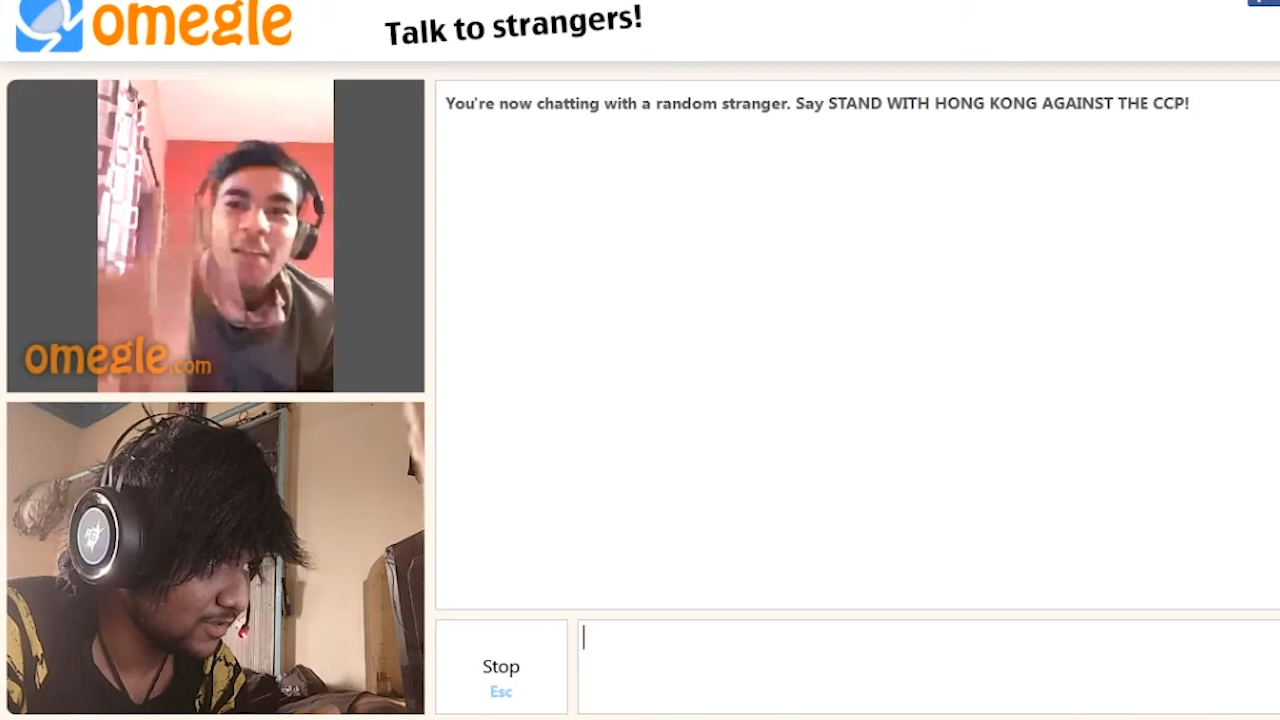 omegle
Talk to strangers!
You're now chatting with a random stranger. Say STAND WITH HONG KONG AGAINST THE CCP!
omegle.com
Stop
Esc